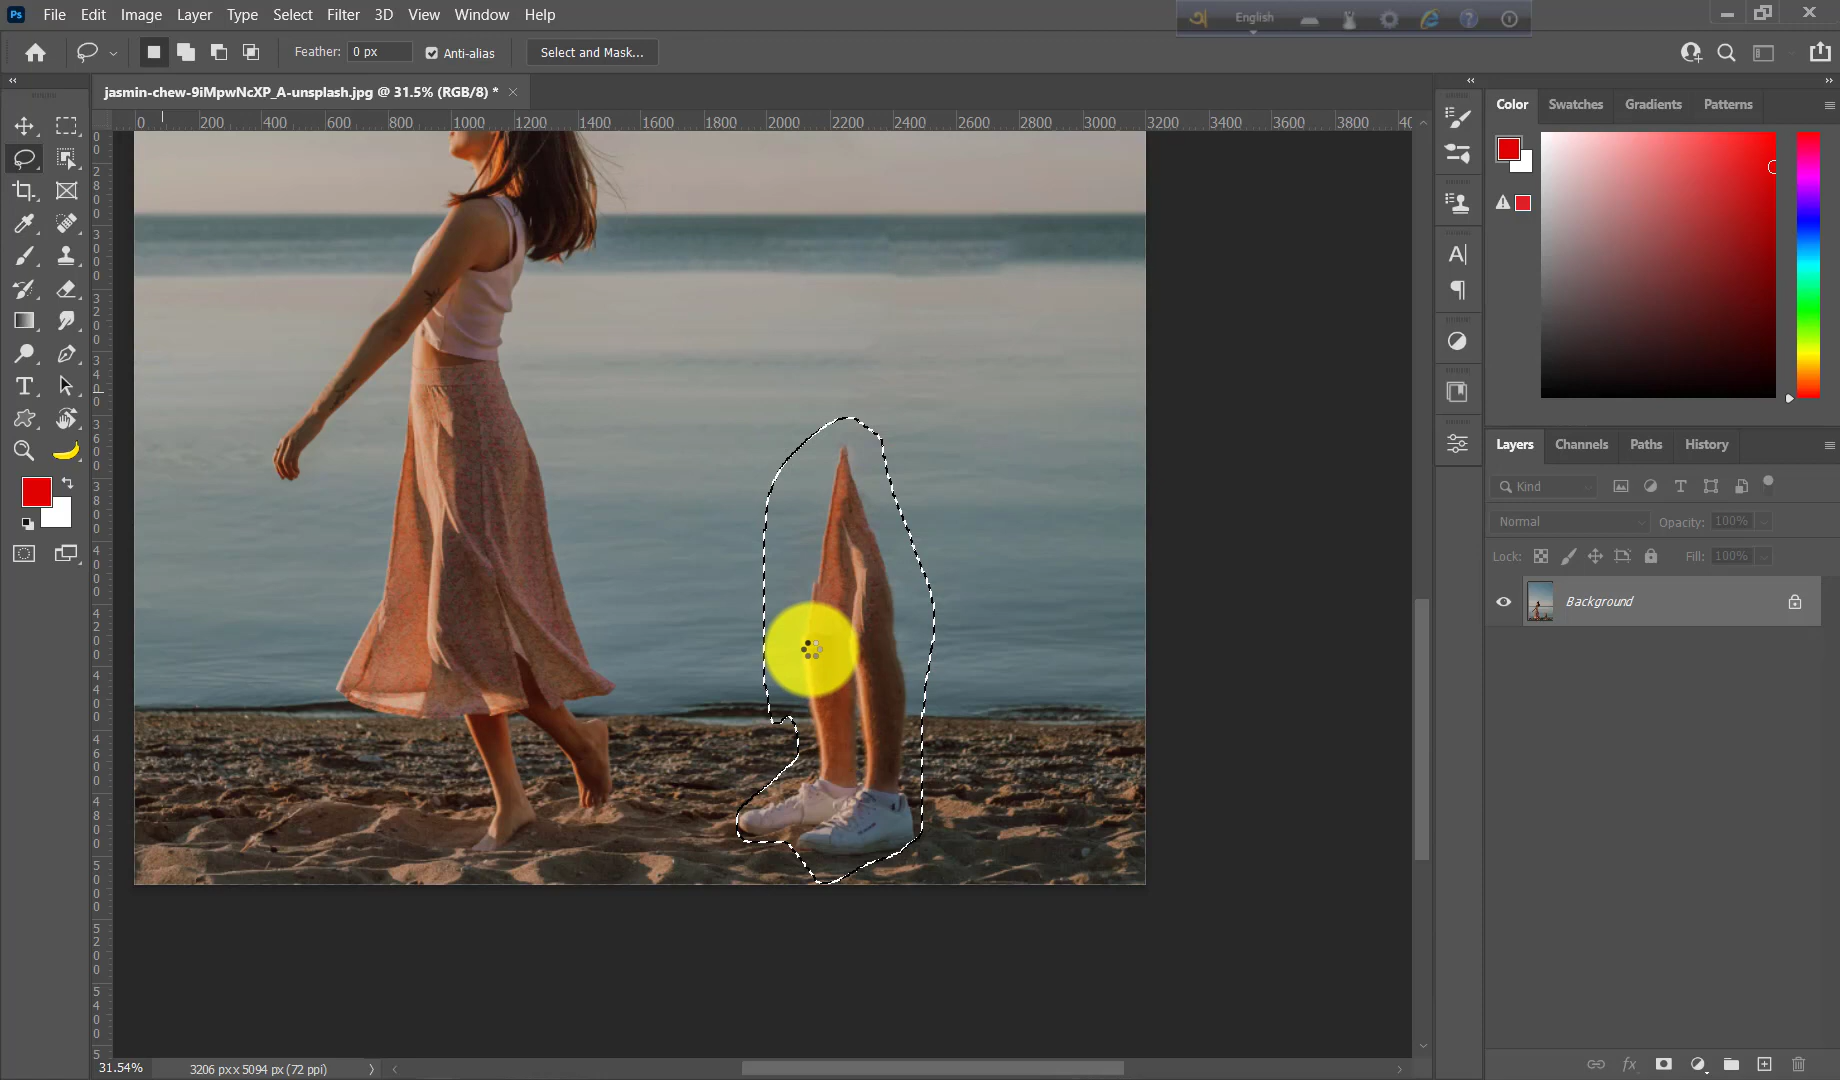 Ps File Edit Image Layer Type Select Filter 3D View Window Help
English
Feather: 0 px Anti-alias Select and Mask...
jasmin-chew-9iMpwNcXP_A-unsplash.jpg @ 31.5% (RGB/8) *
0 200 400 600 800 1000 1200 1400 1600 1800 2000 2200 2400 2600 2800 3000 3200 3400 3600 3800
Color Swatches Gradients Patterns
Layers Channels Paths History
Kind
Normal Opacity: 100%
Lock: Fill: 100%
Background
31.54% 3206 px x 5094 px (72 ppi)